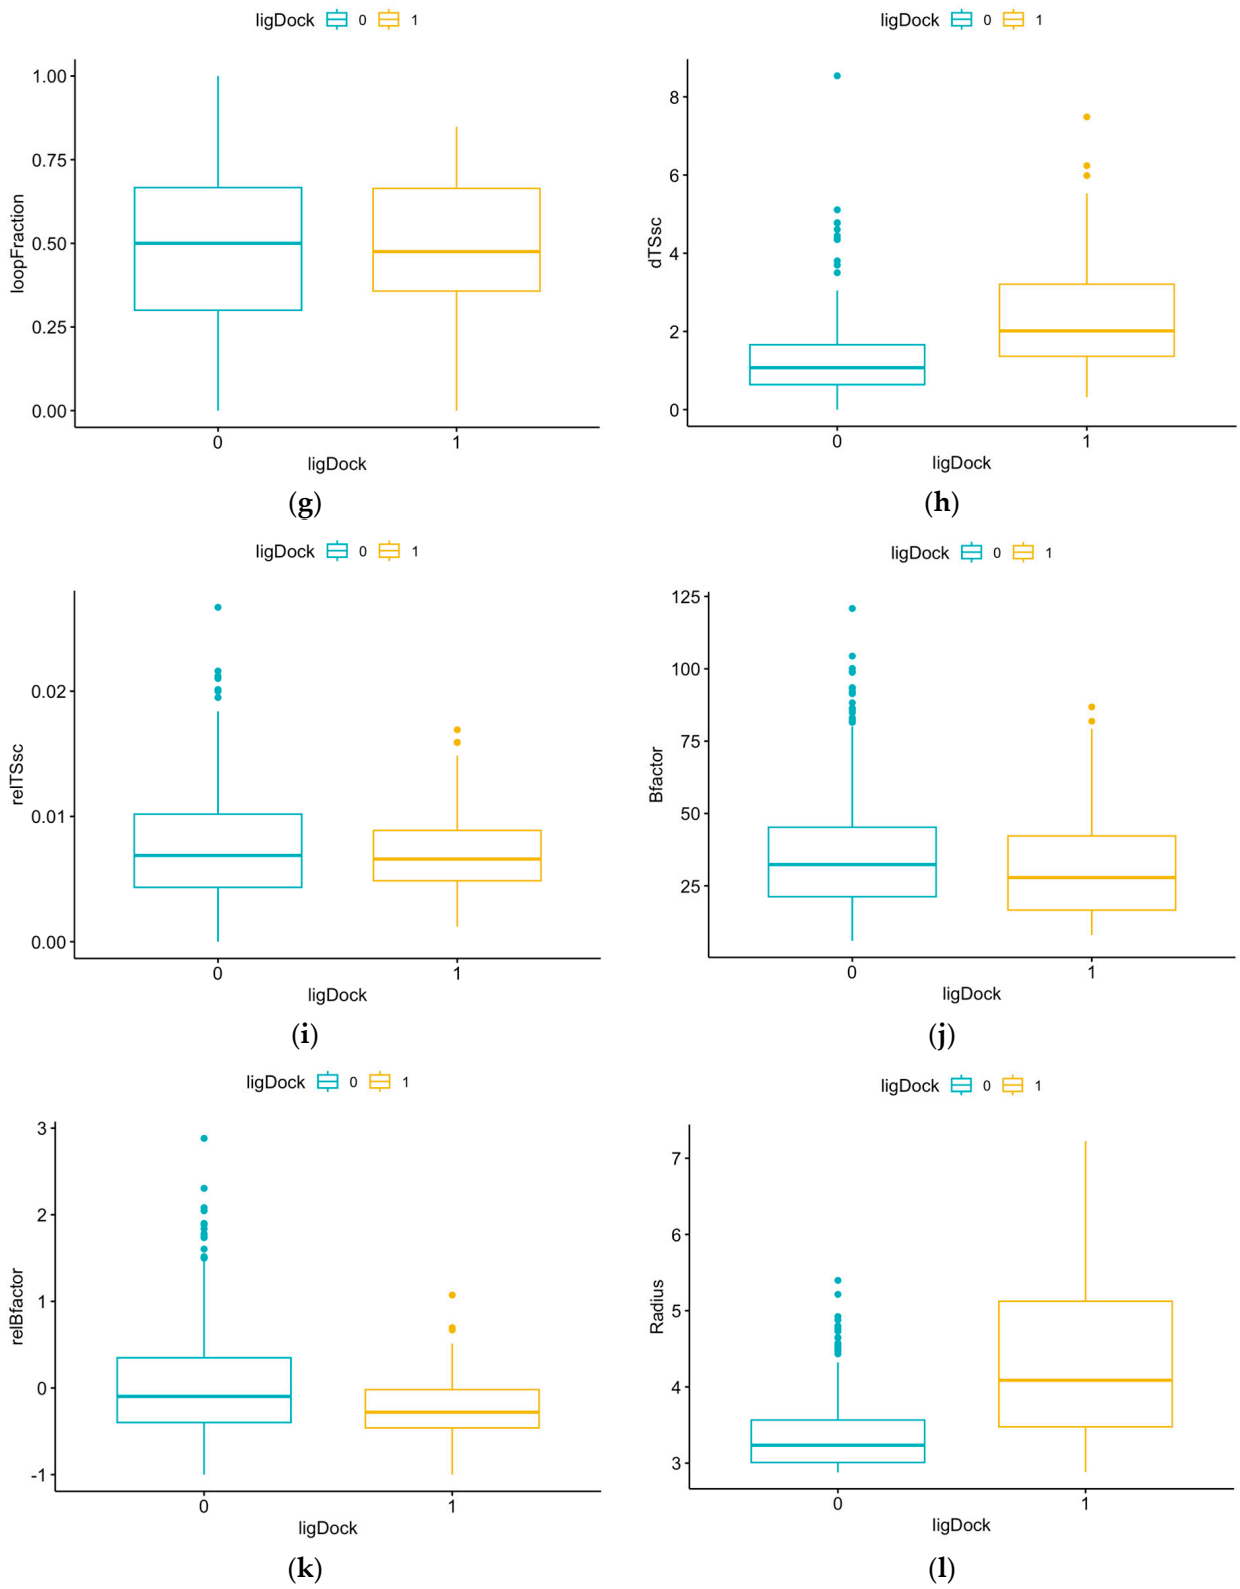 ligDock 0 1
1.00
0.75
0.50
0.25
0.00
loopFraction
0 1
ligDock
(g)
ligDock 0 1
8
6
4
2
0
dTSsc
0 1
ligDock
(h)
ligDock 0 1
0.02
0.01
0.00
relTSsc
0 1
ligDock
(i)
ligDock 0 1
125
100
75
50
25
Bfactor
0 1
ligDock
(j)
ligDock 0 1
3
2
1
0
-1
relBfactor
0 1
ligDock
(k)
ligDock 0 1
7
6
5
4
3
Radius
0 1
ligDock
(l)